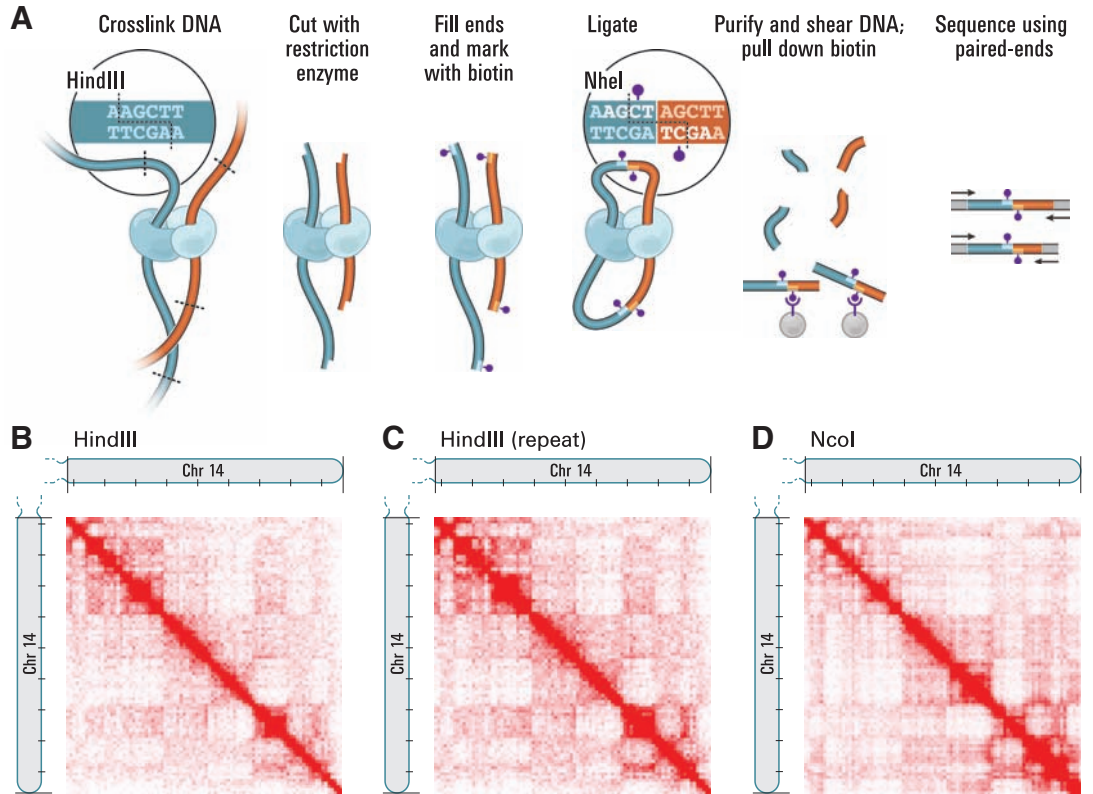 A
Crosslink DNA
Cut with
restriction
enzyme
Fill ends
and mark
with biotin
Ligate
Purify and shear DNA;
pull down biotin
Sequence using
paired-ends
HindIII
AAGCTT
TTCGAA
NheI
AAGCT AGCTT
TTCGA TCGAA
B HindIII
Chr 14
Chr 14
C HindIII (repeat)
Chr 14
Chr 14
D NcoI
Chr 14
Chr 14